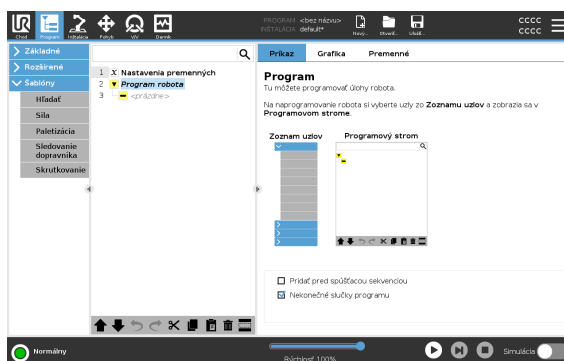 PROGRAM <bez názvu>
INŠTALÁCIA default*
Chod Program Inštalácia Pohyb V/V Denník Nový... Otvoriť... Uložiť...
CCCC
CCCC
Základné
Rozšírené
Šablóny
Hľadať
Sila
Paletizácia
Sledovanie
dopravníka
Skrutkovanie
1 X Nastavenia premenných
2 Program robota
3 <prázdne>
Príkaz Grafika Premenné
Program
Tu môžete programovať úlohy robota.
Na naprogramovanie robota si vyberte uzly zo Zoznamu uzlov a zobrazia sa v
Programovom strome.
Zoznam uzlov Programový strom
Pridať pred spúšťacou sekvenciou
Nekonečné slučky programu
Normálny
Rýchlosť 100%
Simulácia